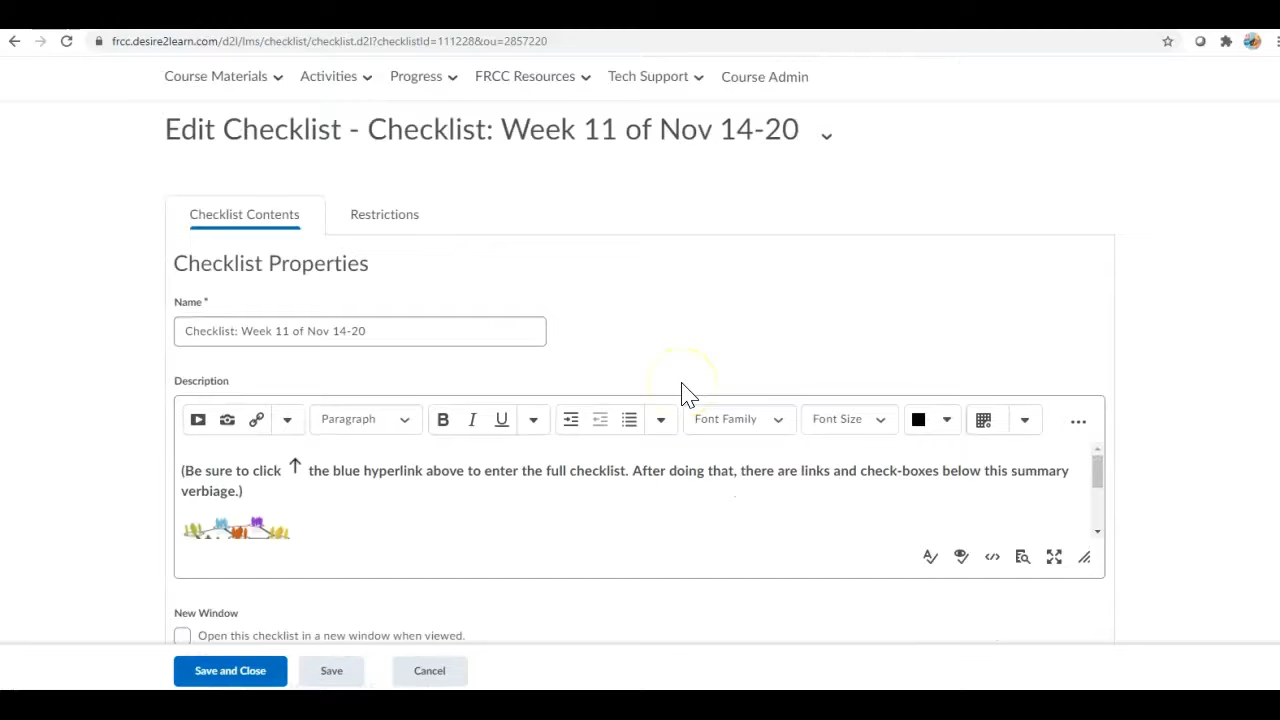 frcc.desire2learn.com/d2l/lms/checklist/checklist.d2l?checklistId=111228&ou=2857220
Course Materials Activities Progress FRCC Resources Tech Support Course Admin
Edit Checklist - Checklist: Week 11 of Nov 14-20
Checklist Contents Restrictions
Checklist Properties
Name *
Checklist: Week 11 of Nov 14-20
Description
Paragraph B I U Font Family Font Size
(Be sure to click ↑ the blue hyperlink above to enter the full checklist. After doing that, there are links and check-boxes below this summary
verbiage.)
New Window
Open this checklist in a new window when viewed.
Save and Close Save Cancel